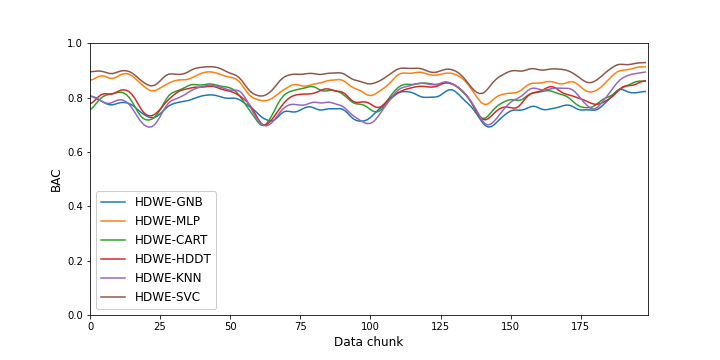 1.0
0.8
0.6
0.4
0.2
0.0
BAC
HDWE-GNB
HDWE-MLP
HDWE-CART
HDWE-HDDT
HDWE-KNN
HDWE-SVC
0 25 50 75 100 125 150 175
Data chunk